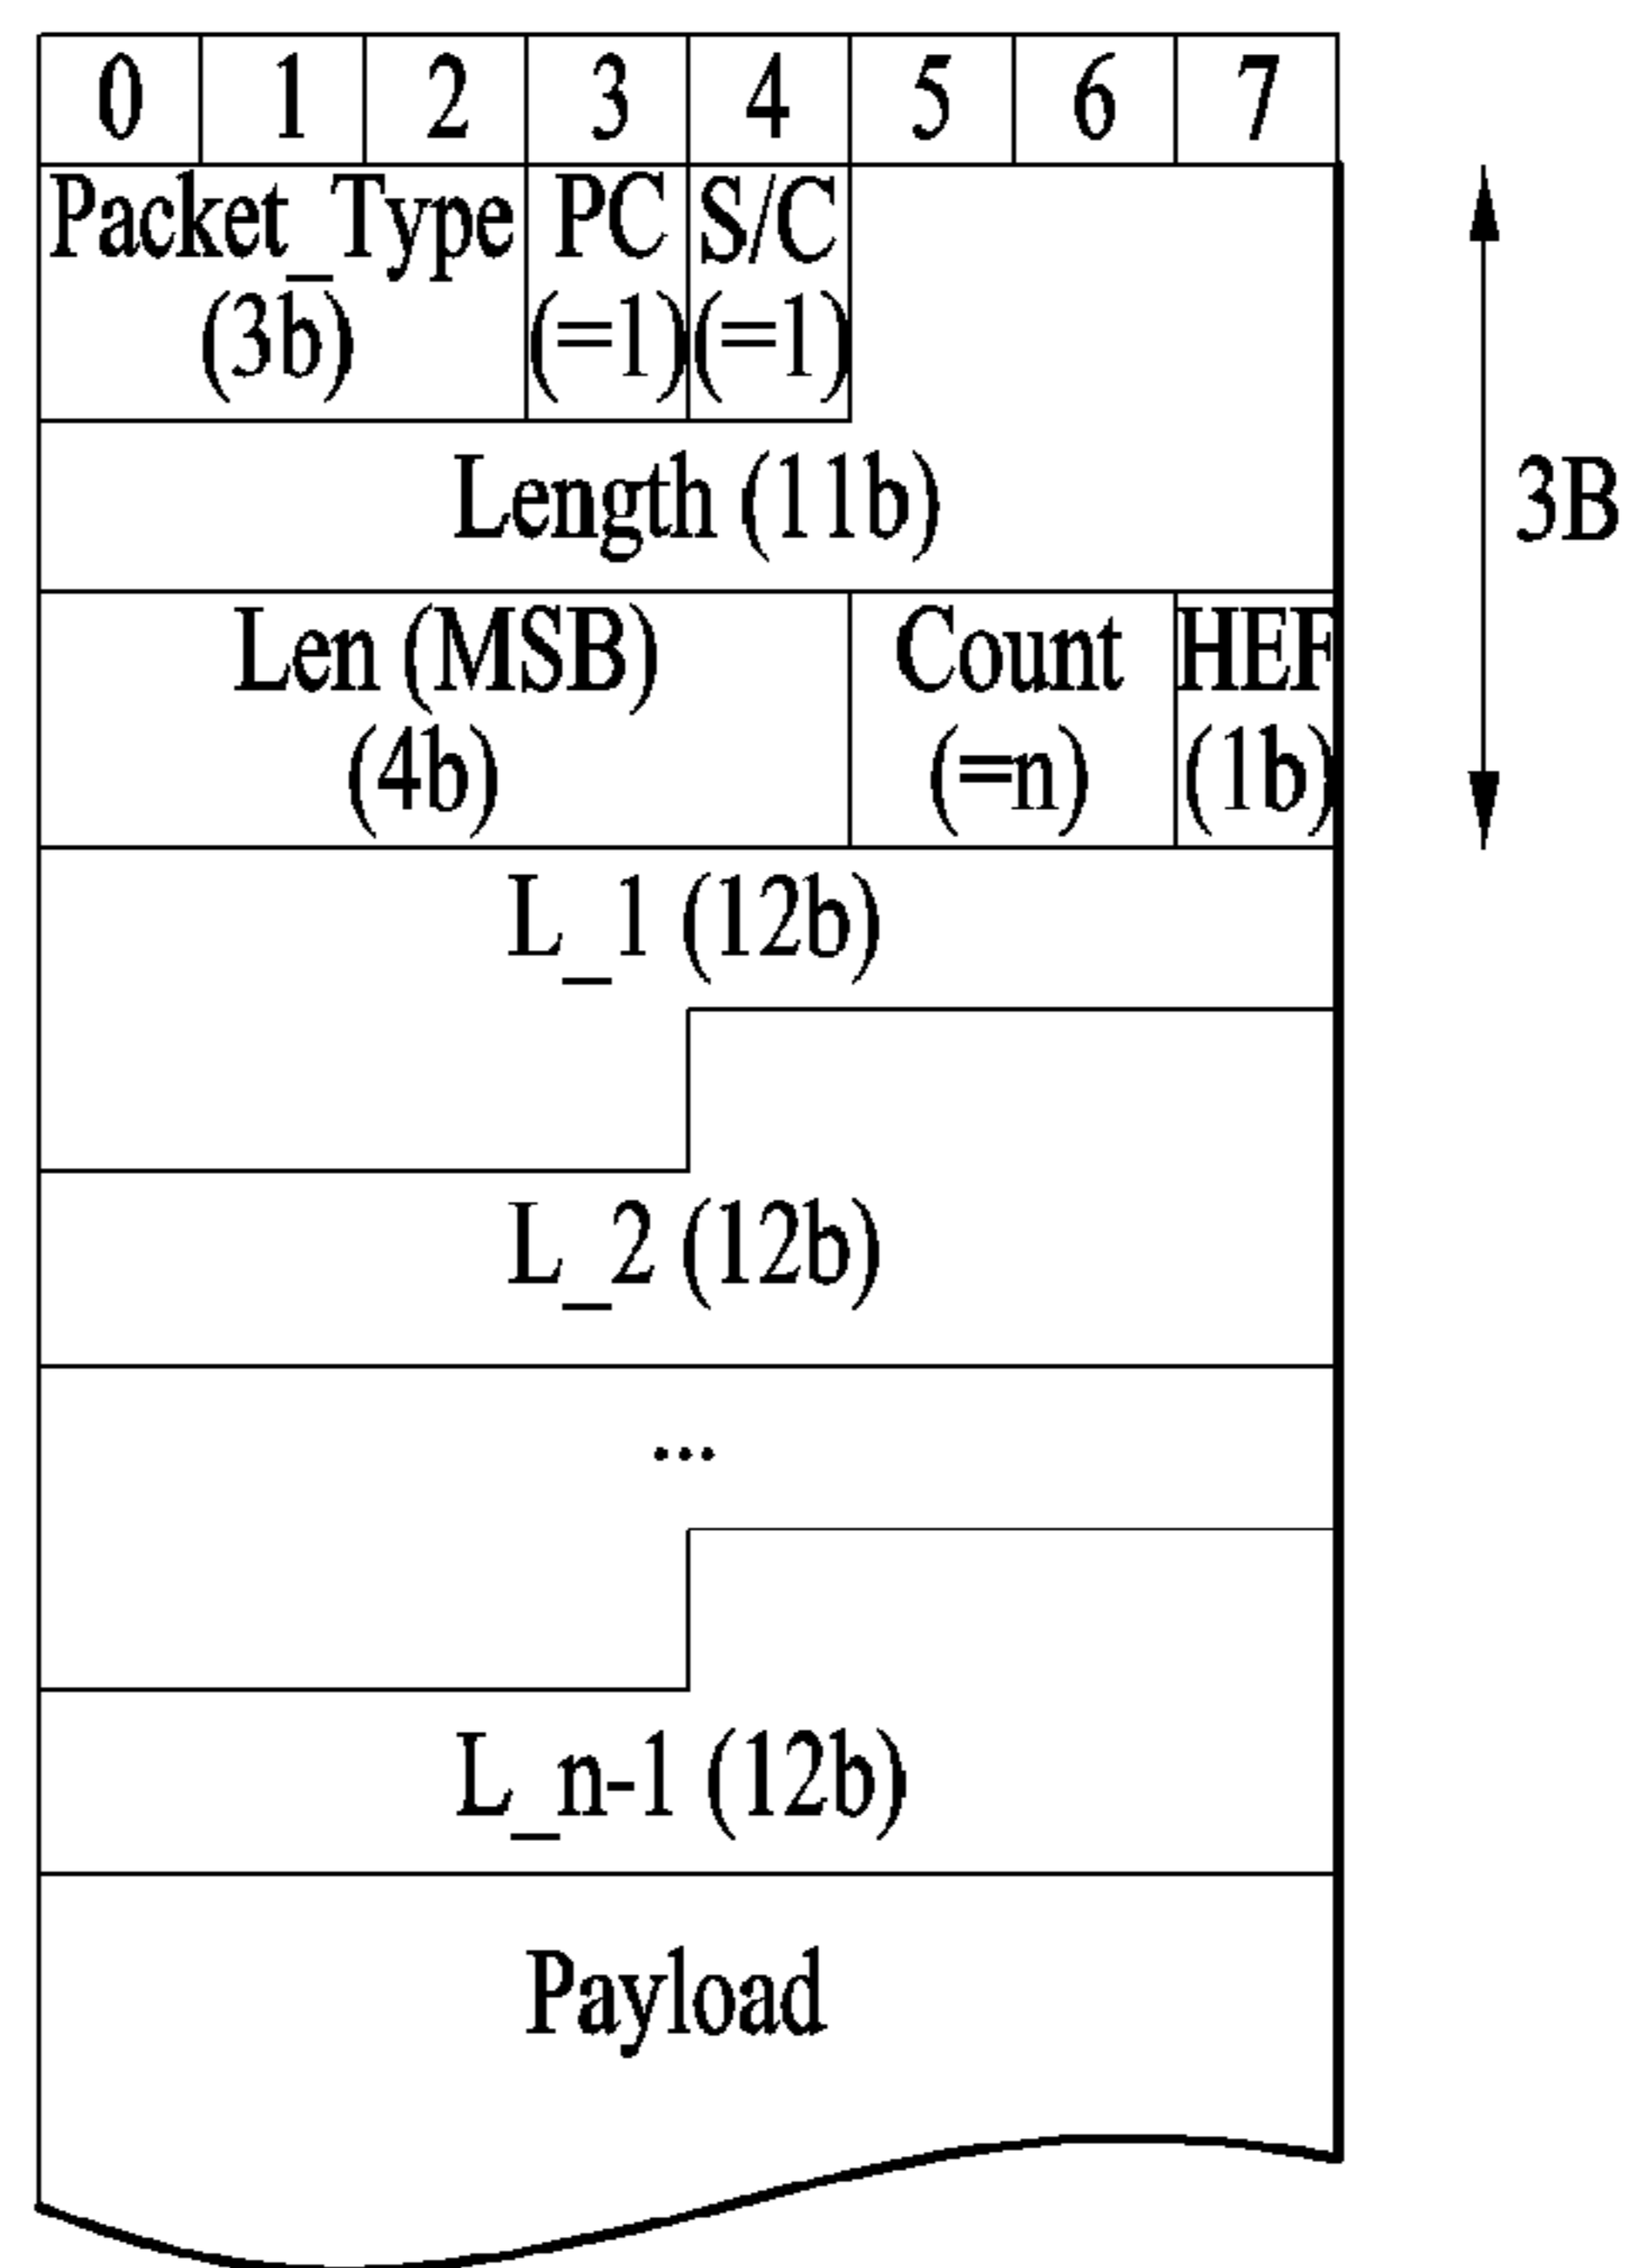 0 1 2 3 4 5 6 7
Packet_Type PC S/C
(3b) (=1) (=1)
Length (11b)
3B
Len (MSB) Count HEF
(4b) (=n) (1b)
L_1 (12b)
L_2 (12b)
...
L_n-1 (12b)
Payload